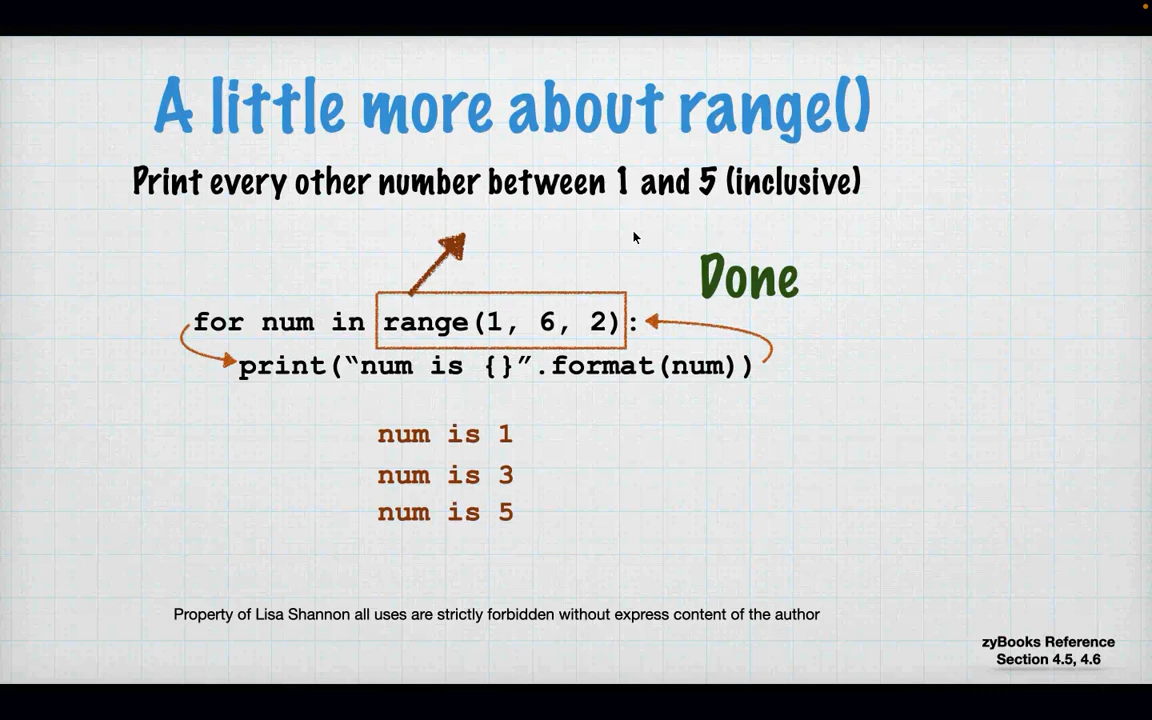 A little more about range()
Print every other number between 1 and 5 (inclusive)
Done
for num in range(1, 6, 2):
print(“num is {}”.format(num))
num is 1
num is 3
num is 5
Property of Lisa Shannon all uses are strictly forbidden without express content of the author
zyBooks Reference
Section 4.5, 4.6